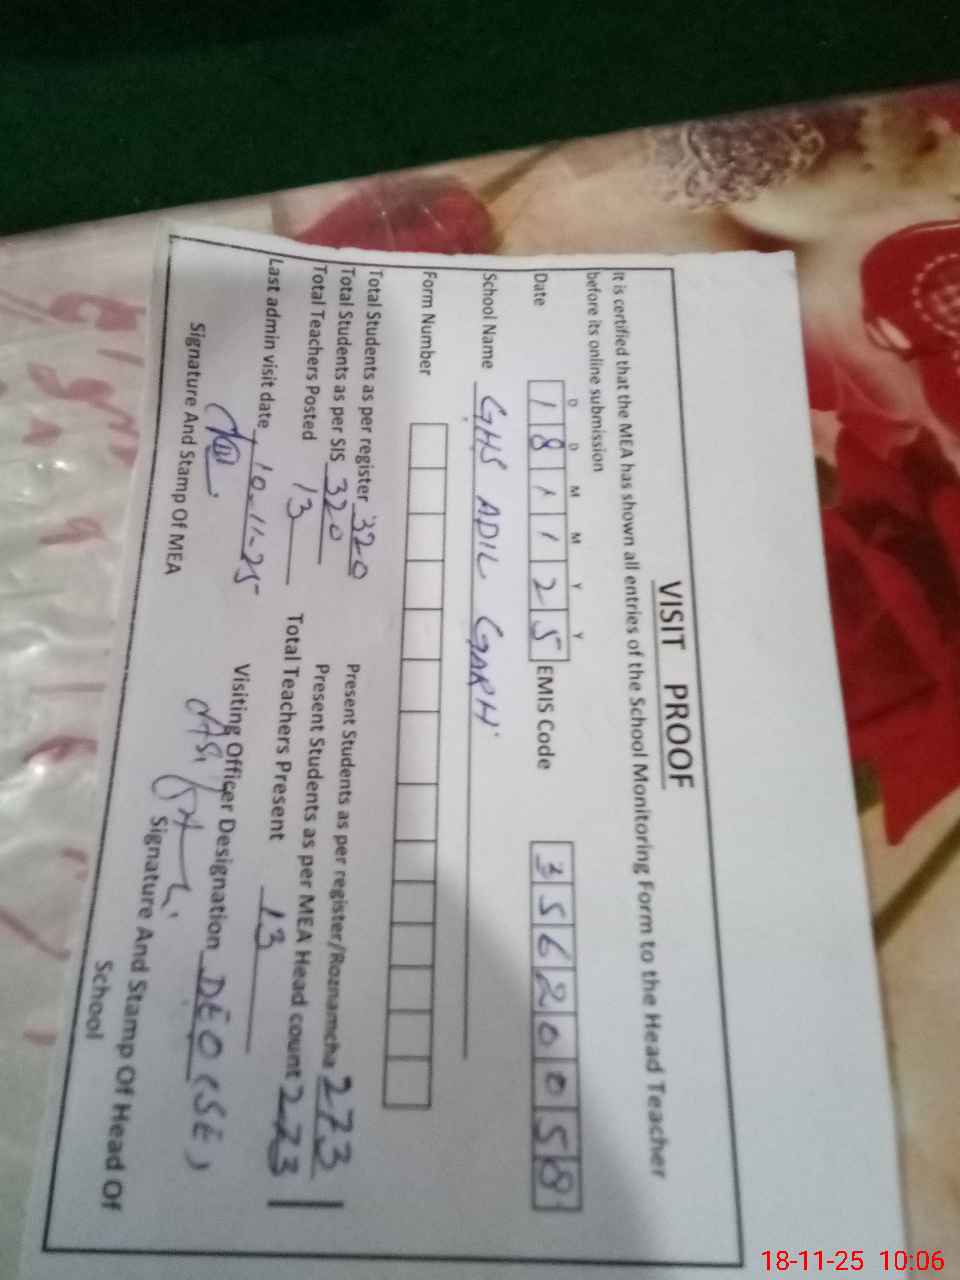 VISIT PROOF
It is certified that the MEA has shown all entries of the School Monitoring Form to the Head Teacher
before its online submission
D D M M Y Y
Date 1 8 1 1 2 5 EMIS Code 3 5 6 2 0 0 5 8
School Name GHS ADIL GARH
Form Number
Total Students as per register 320 Present Students as per register/Roznamcha 273
Total Students as per SIS 320 Present Students as per MEA Head count 273
Total Teachers Posted 13 Total Teachers Present 13
Last admin visit date 10-11-25 Visiting Officer Designation DEO (SE)
Signature And Stamp Of MEA Signature And Stamp Of Head Of
School
18-11-25 10:06